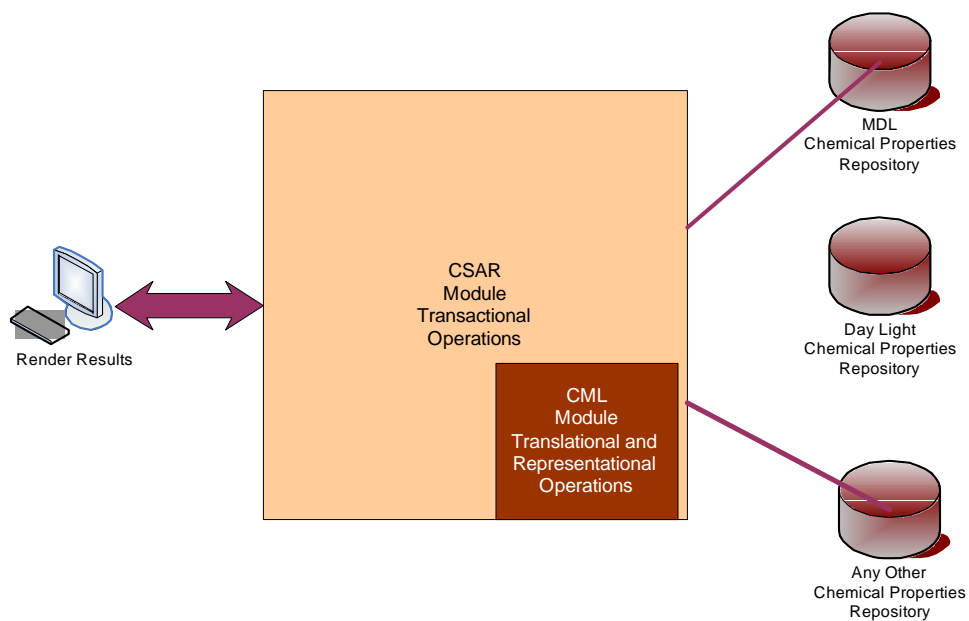 MDL
Chemical Properties
Repository
CSAR
Module
Transactional
Operations
Render Results
Day Light
Chemical Properties
Repository
CML
Module
Translational and
Representational
Operations
Any Other
Chemical Properties
Repository